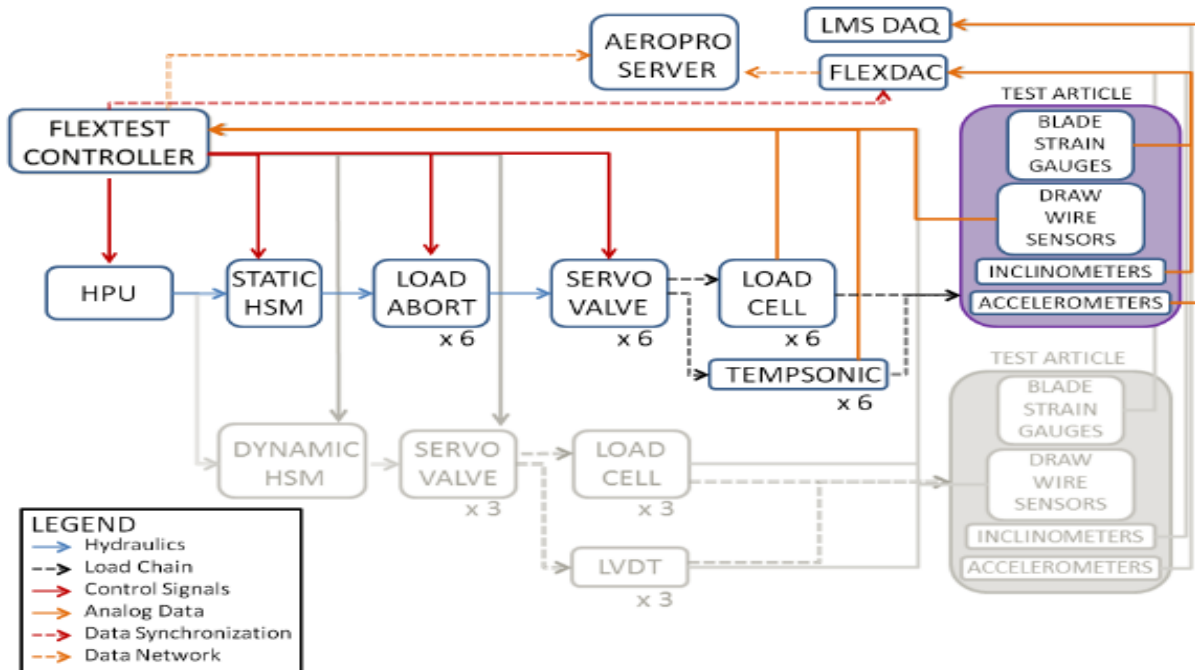 LMS DAQ
AEROPRO
SERVER
FLEXDAC
TEST ARTICLE
FLEXTEST
CONTROLLER
BLADE
STRAIN
GAUGES
DRAW
WIRE
SENSORS
INCLINOMETERS
ACCELEROMETERS
HPU
STATIC
HSM
LOAD
ABORT
x 6
SERVO
VALVE
x 6
LOAD
CELL
x 6
TEMPSONIC
x 6
TEST ARTICLE
BLADE
STRAIN
GAUGES
DRAW
WIRE
SENSORS
INCLINOMETERS
ACCELEROMETERS
DYNAMIC
HSM
SERVO
VALVE
x 3
LOAD
CELL
x 3
LVDT
x 3
LEGEND
Hydraulics
Load Chain
Control Signals
Analog Data
Data Synchronization
Data Network